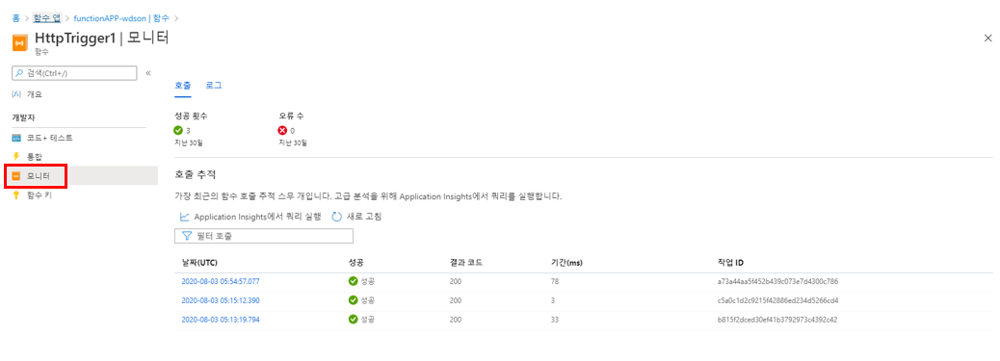 홈 > 함수 앱 > functionAPP-wdson | 함수 >
HttpTrigger1 | 모니터
함수
검색(Ctrl+/) «
개요
개발자
코드+ 테스트
통합
모니터
함수 키
호출 로그
성공 횟수 오류 수
3 0
지난 30일 지난 30일
호출 추적
가장 최근의 함수 호출 추적 스무 개입니다. 고급 분석을 위해 Application Insights에서 쿼리를 실행합니다.
Application Insights에서 쿼리 실행 새로 고침
필터 호출
날짜(UTC) 성공 결과 코드 기간(ms) 작업 ID
2020-08-03 05:54:57.077 성공 200 78 a73a44aa5f452b439c073e7d4300c786
2020-08-03 05:15:12.390 성공 200 3 c5a0c1d2c9215f42886ed234d5266cd4
2020-08-03 05:13:19.794 성공 200 33 b815f2dced30ef41b3792973c4392c42